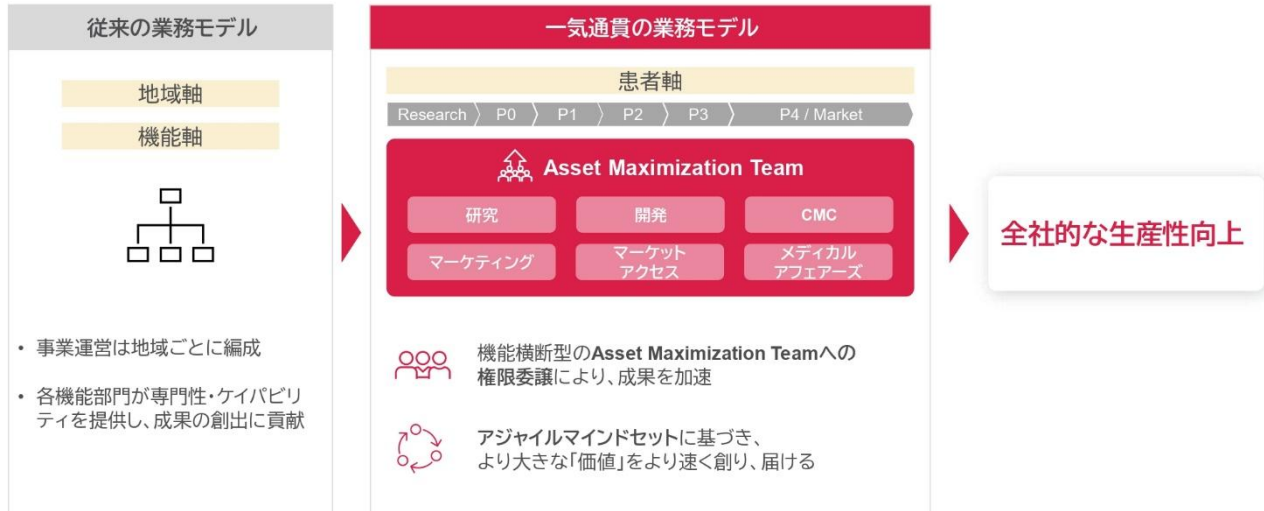 従来の業務モデル
地域軸
機能軸
• 事業運営は地域ごとに編成
• 各機能部門が専門性・ケイパビリ
ティを提供し、成果の創出に貢献
一気通貫の業務モデル
患者軸
Research P0 P1 P2 P3 P4 / Market
Asset Maximization Team
研究 開発 CMC
マーケティング
マーケット
アクセス
メディカル
アフェアーズ
機能横断型のAsset Maximization Teamへの
権限委譲により、成果を加速
アジャイルマインドセットに基づき、
より大きな「価値」をより速く創り、届ける
全社的な生産性向上